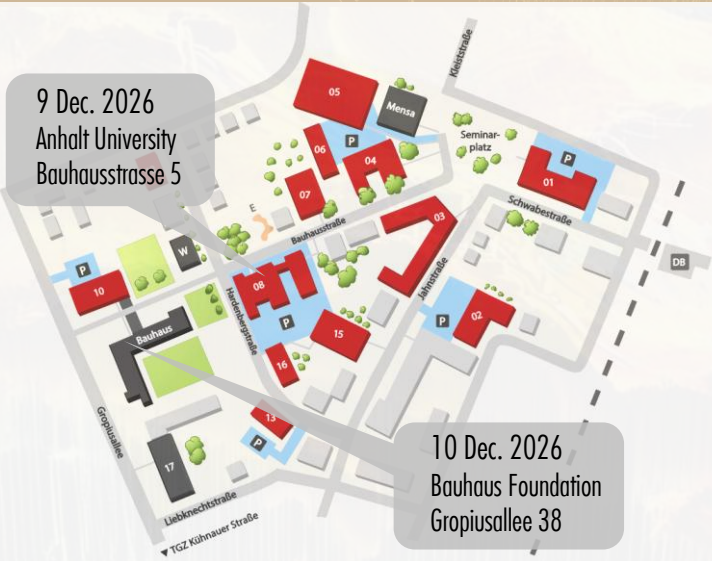 9 Dec. 2026
Anhalt University
Bauhausstrasse 5
Kleiststraße
05
Mensa
P
06
04
Seminar-
platz
P
01
07
03
Schwabestraße
E
Bauhausstraße
W
DB
P
10
08
Hardenbergstraße
Jahnstraße
P
02
P
15
Bauhaus
16
Gropiusallee
13
P
17
Liebknechtstraße
TGZ Kühnauer Straße
10 Dec. 2026
Bauhaus Foundation
Gropiusallee 38